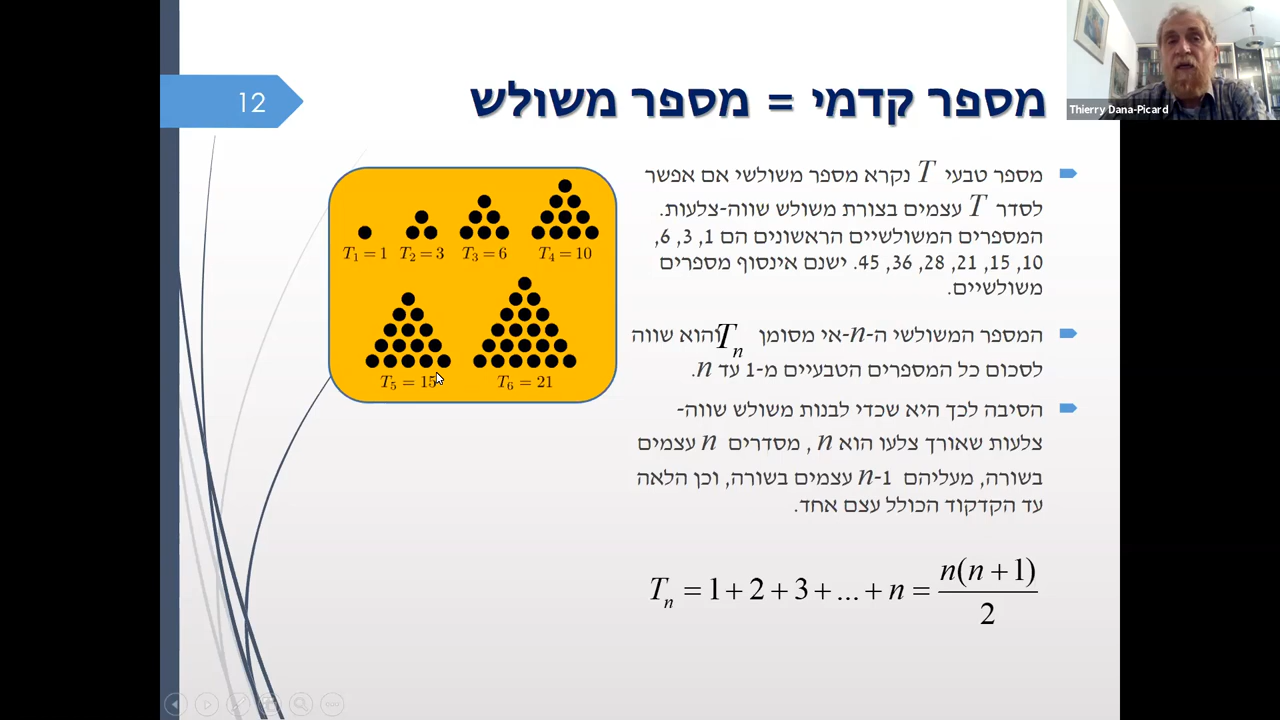 12
מספר קדמי = מספר משולש
Thierry Dana-Picard
מספר טבעי T נקרא מספר משולשי אם אפשר
לסדר T עצמים בצורת משולש שווה-צלעות.
המספרים המשולשיים הראשונים הם 1, 3, 6,
10, 15, 21, 28, 36, 45. ישנם אינסוף מספרים
משולשיים.
המספר המשולשי ה-n-אי מסומן Tₙ והוא שווה
לסכום כל המספרים הטבעיים מ-1 עד n.
הסיבה לכך היא שכדי לבנות משולש שווה-
צלעות שאורך צלעו הוא n, מסדרים n עצמים
בשורה, מעליהם n-1 עצמים בשורה, וכן הלאה
עד הקדקוד הכולל עצם אחד.
Tₙ = 1 + 2 + 3 + ... + n = n(n+1)/2
T₁ = 1 T₂ = 3 T₃ = 6 T₄ = 10
T₅ = 15 T₆ = 21